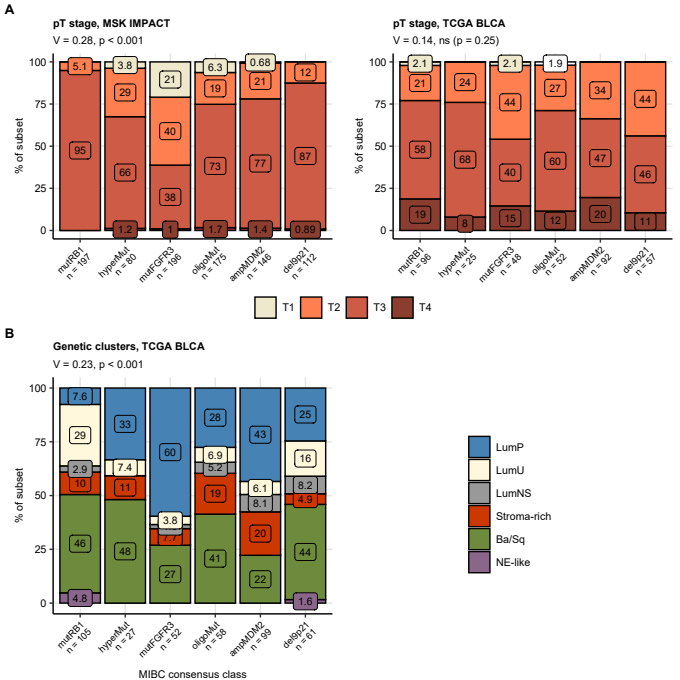 A
pT stage, MSK IMPACT
V = 0.28, p < 0.001
% of subset
100
75
50
25
0
5.1
95
3.8
29
66
1.2
21
40
38
1
6.3
19
73
1.7
0.68
21
77
1.4
12
87
0.89
mutRB1
n = 197
hyperMut
n = 80
mutFGFR3
n = 196
oligoMut
n = 175
ampMDM2
n = 146
del9p21
n = 112
pT stage, TCGA BLCA
V = 0.14, ns (p = 0.25)
% of subset
100
75
50
25
0
2.1
21
58
19
24
68
8
2.1
44
40
15
1.9
27
60
12
34
47
20
44
46
11
mutRB1
n = 96
hyperMut
n = 25
mutFGFR3
n = 48
oligoMut
n = 52
ampMDM2
n = 92
del9p21
n = 57
T1
T2
T3
T4
B
Genetic clusters, TCGA BLCA
V = 0.23, p < 0.001
% of subset
100
75
50
25
0
7.6
29
2.9
10
46
4.8
33
7.4
11
48
60
3.8
7.7
27
28
6.9
5.2
19
41
43
6.1
8.1
20
22
25
16
8.2
4.9
44
1.6
mutRB1
n = 105
hyperMut
n = 27
mutFGFR3
n = 52
oligoMut
n = 58
ampMDM2
n = 99
del9p21
n = 61
MIBC consensus class
LumP
LumU
LumNS
Stroma-rich
Ba/Sq
NE-like